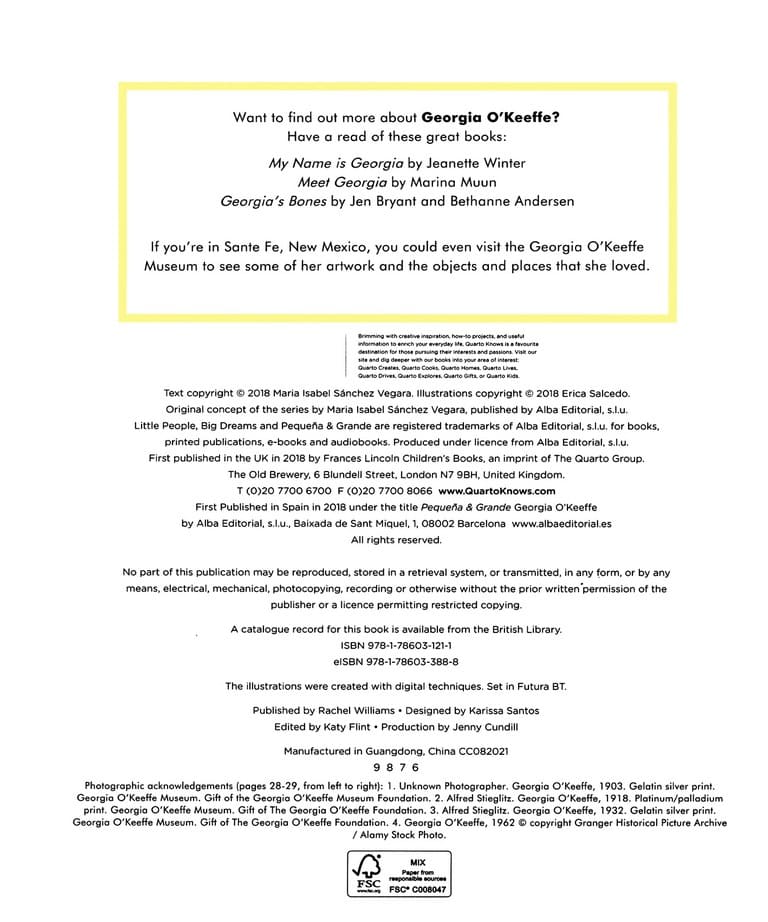 Want to find out more about Georgia O'Keeffe?
Have a read of these great books:
My Name is Georgia by Jeanette Winter
Meet Georgia by Marina Muun
Georgia's Bones by Jen Bryant and Bethanne Andersen
If you're in Sante Fe, New Mexico, you could even visit the Georgia O'Keeffe
Museum to see some of her artwork and the objects and places that she loved.
Brimming with creative inspiration, how-to projects, and useful
information to enrich your everyday life, Quarto Knows is a favourite
destination for those pursuing their interests and passions. Visit our
site and dig deeper with our books into your area of interest:
Quarto Creates, Quarto Cooks, Quarto Homes, Quarto Lives,
Quarto Drives, Quarto Explores, Quarto Gifts, or Quarto Kids.
Text copyright © 2018 Maria Isabel Sánchez Vegara. Illustrations copyright © 2018 Erica Salcedo.
Original concept of the series by Maria Isabel Sánchez Vegara, published by Alba Editorial, s.l.u.
Little People, Big Dreams and Pequeña & Grande are registered trademarks of Alba Editorial, s.l.u. for books,
printed publications, e-books and audiobooks. Produced under licence from Alba Editorial, s.l.u.
First published in the UK in 2018 by Frances Lincoln Children's Books, an imprint of The Quarto Group.
The Old Brewery, 6 Blundell Street, London N7 9BH, United Kingdom.
T (0)20 7700 6700 F (0)20 7700 8066 www.QuartoKnows.com
First Published in Spain in 2018 under the title Pequeña & Grande Georgia O'Keeffe
by Alba Editorial, s.l.u., Baixada de Sant Miquel, 1, 08002 Barcelona www.albaeditorial.es
All rights reserved.
No part of this publication may be reproduced, stored in a retrieval system, or transmitted, in any form, or by any
means, electrical, mechanical, photocopying, recording or otherwise without the prior written permission of the
publisher or a licence permitting restricted copying.
A catalogue record for this book is available from the British Library.
ISBN 978-1-78603-121-1
eISBN 978-1-78603-388-8
The illustrations were created with digital techniques. Set in Futura BT.
Published by Rachel Williams • Designed by Karissa Santos
Edited by Katy Flint • Production by Jenny Cundill
Manufactured in Guangdong, China CC082021
9 8 7 6
Photographic acknowledgements (pages 28-29, from left to right): 1. Unknown Photographer. Georgia O'Keeffe, 1903. Gelatin silver print.
Georgia O'Keeffe Museum. Gift of the Georgia O'Keeffe Museum Foundation. 2. Alfred Stieglitz. Georgia O'Keeffe, 1918. Platinum/palladium
print. Georgia O'Keeffe Museum. Gift of The Georgia O'Keeffe Foundation. 3. Alfred Stieglitz. Georgia O'Keeffe, 1932. Gelatin silver print.
Georgia O'Keeffe Museum. Gift of The Georgia O'Keeffe Foundation. 4. Georgia O'Keeffe, 1962 © copyright Granger Historical Picture Archive
/ Alamy Stock Photo.
FSC
www.fsc.org
MIX
Paper from
responsible sources
FSC® C008047